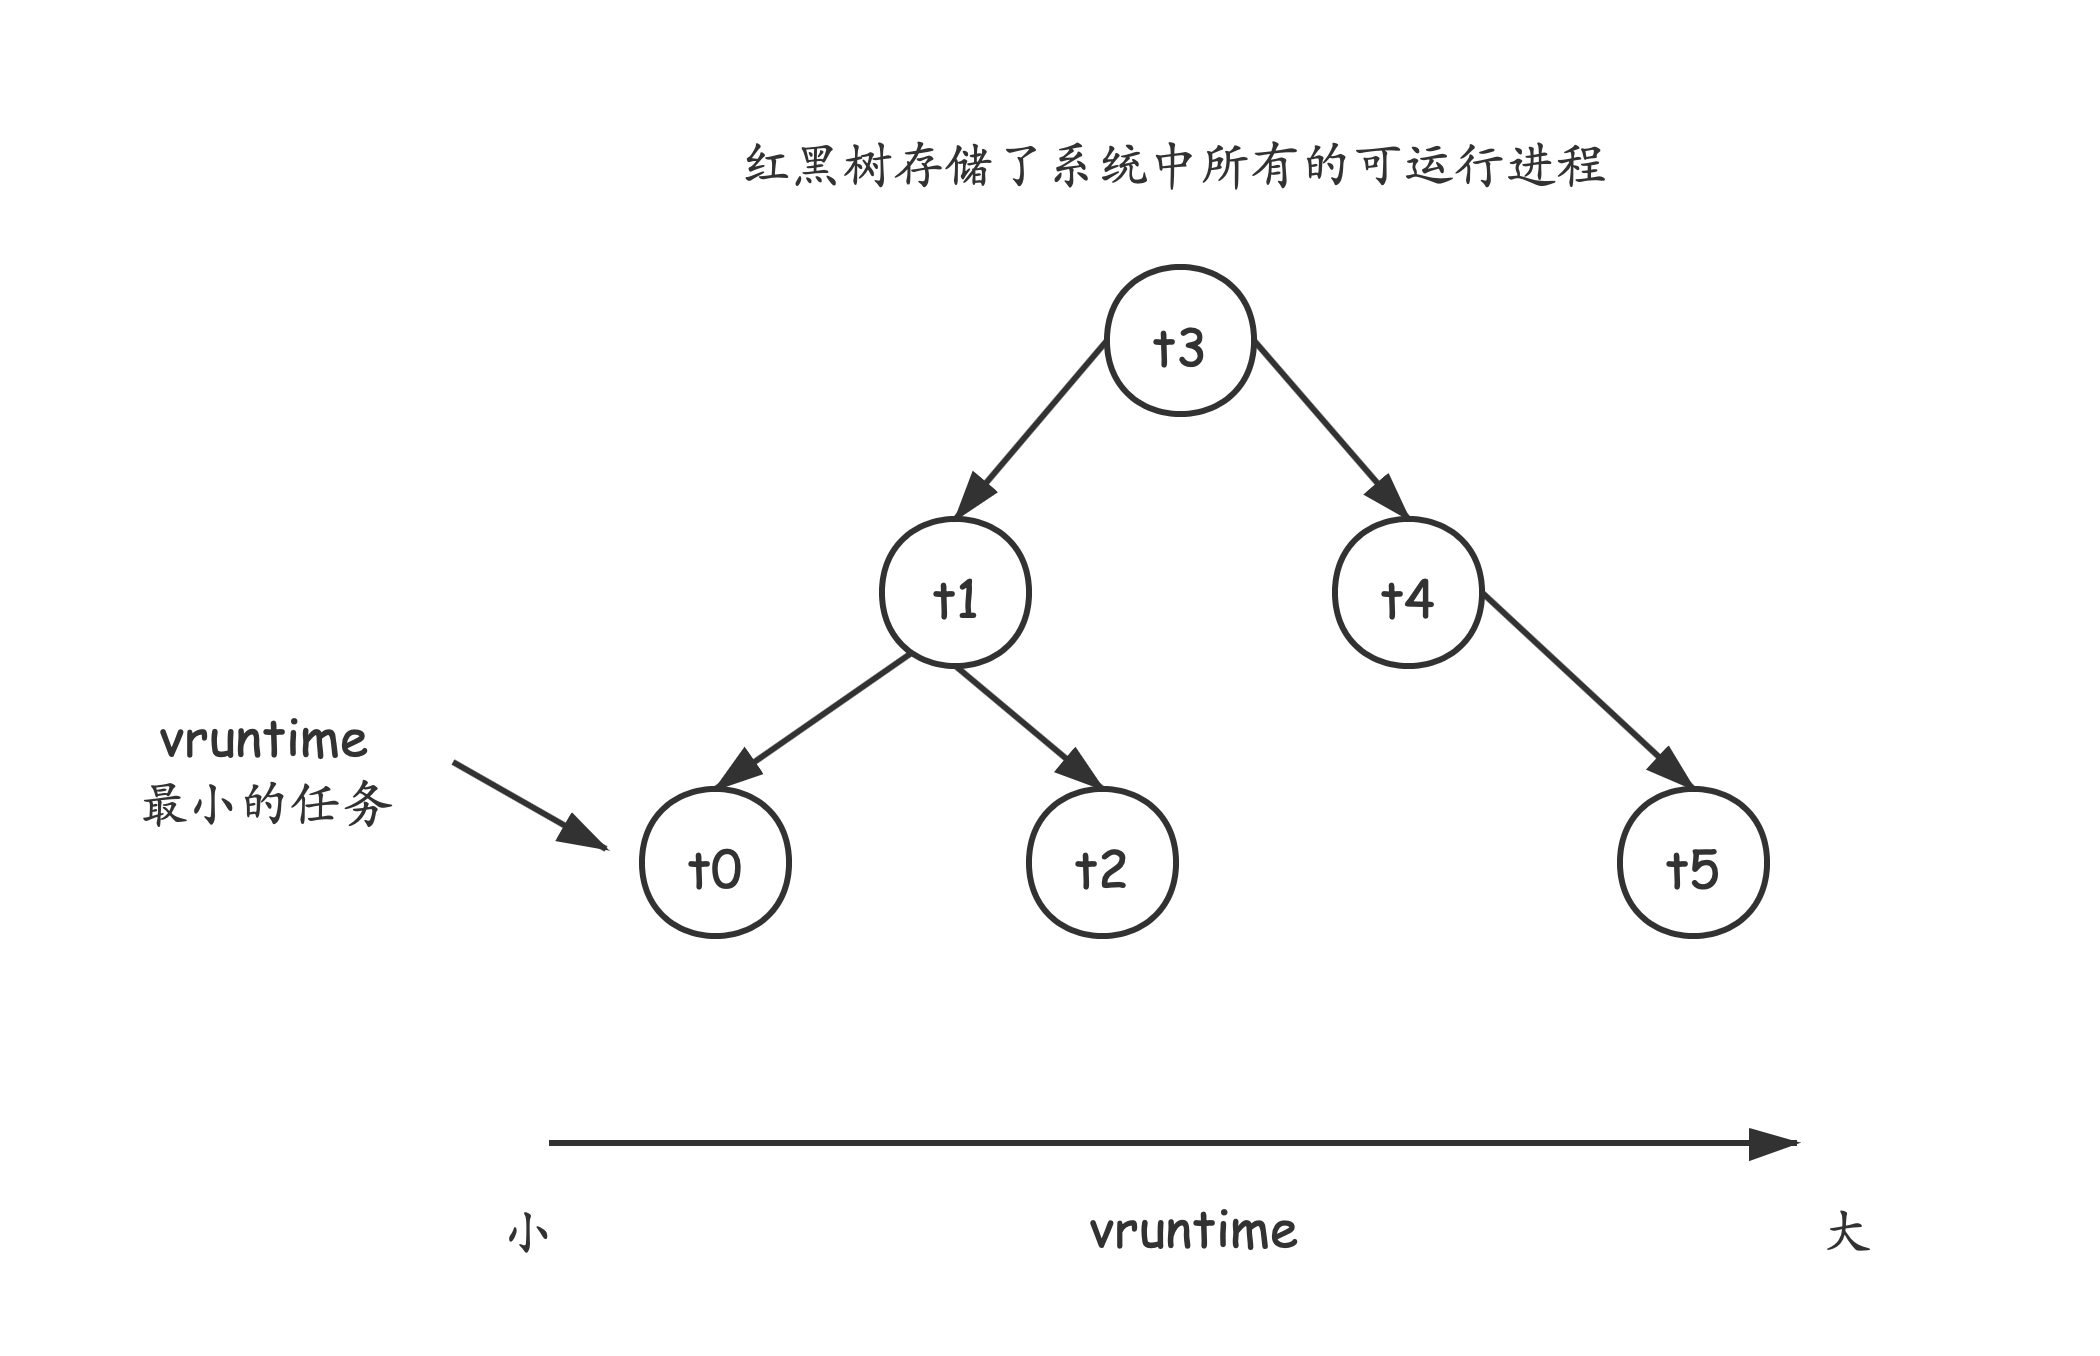 红黑树存储了系统中所有的可运行进程
t3
t1
t4
vruntime
最小的任务
t0
t2
t5
小
vruntime
大